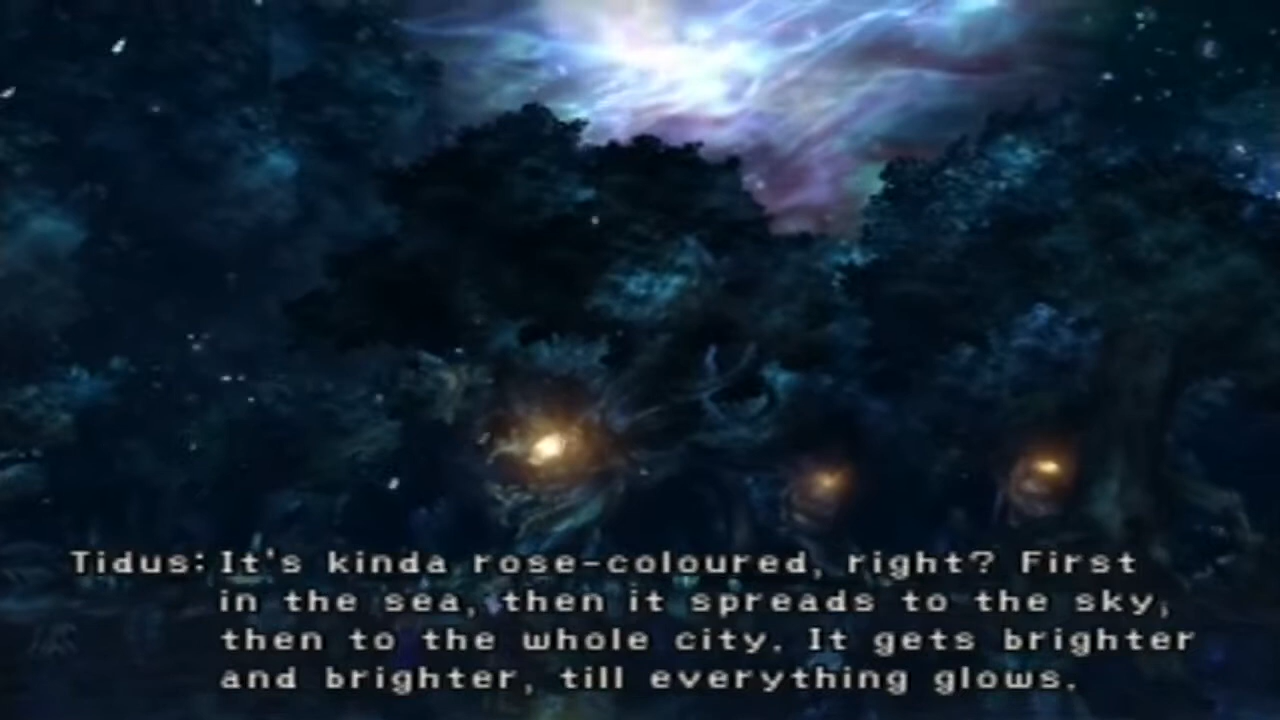 Tidus: It's kinda rose-coloured, right? First
in the sea, then it spreads to the sky,
then to the whole city. It gets brighter
and brighter, till everything glows.